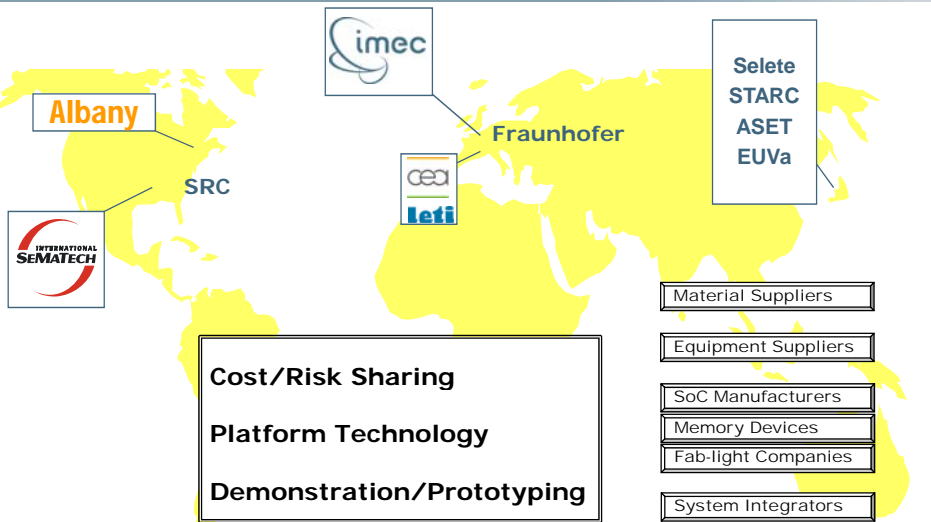 imec
Selete
STARC
ASET
EUVa
Albany
Fraunhofer
SRC
cea
leti
INTERNATIONAL
SEMATECH
Material Suppliers
Equipment Suppliers
Cost/Risk Sharing
Platform Technology
Demonstration/Prototyping
SoC Manufacturers
Memory Devices
Fab-light Companies
System Integrators